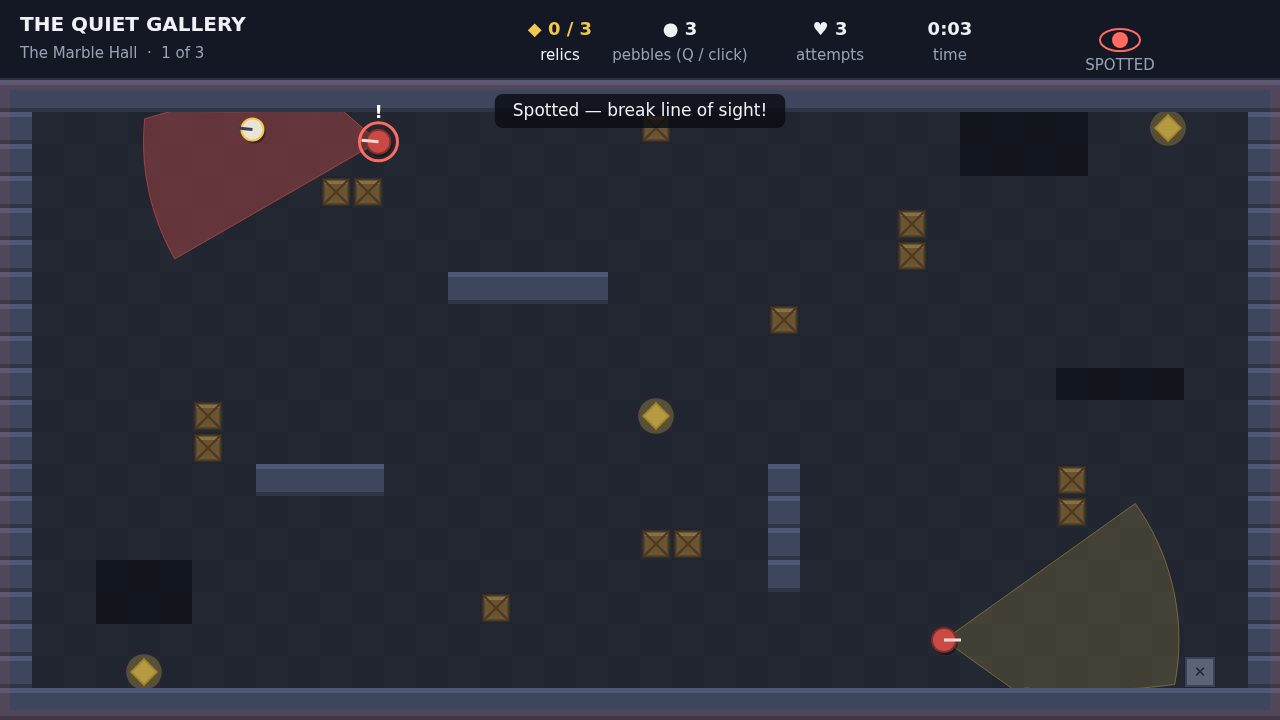 THE QUIET GALLERY
The Marble Hall · 1 of 3
◆ 0 / 3
relics
● 3
pebbles (Q / click)
♥ 3
attempts
0:03
time
SPOTTED
Spotted — break line of sight!
!
✕